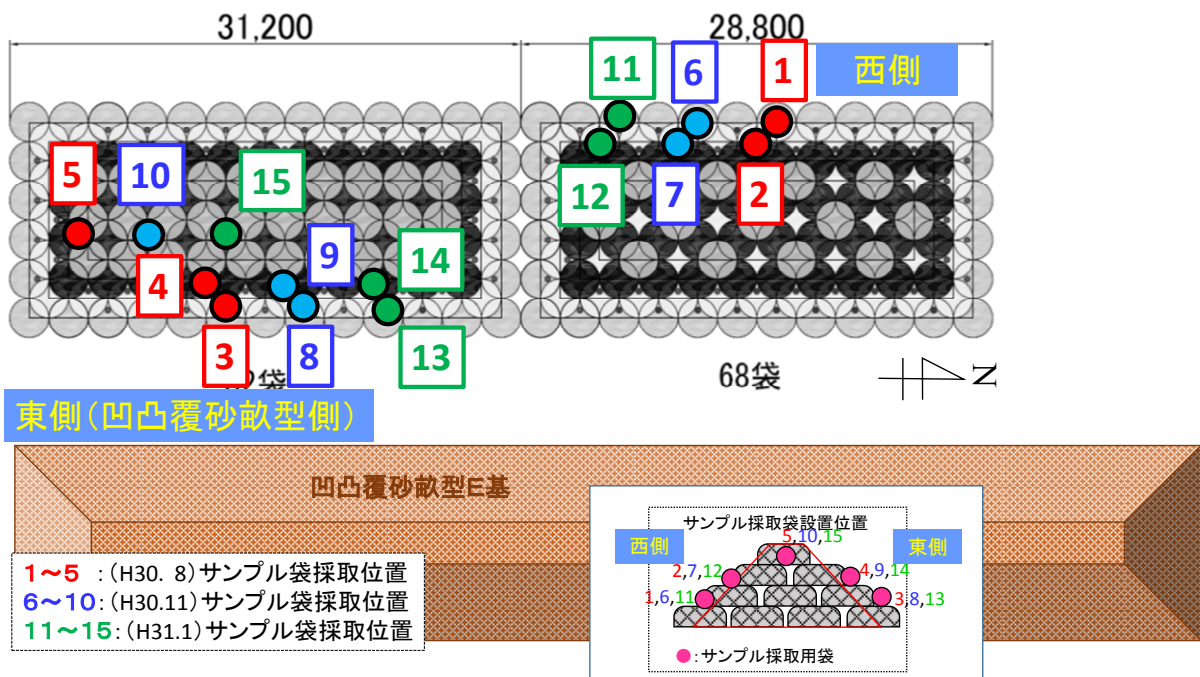 31,200
28,800
11
6
1
西側
5
10
15
12
7
2
9
14
4
3
8
13
2袋
68袋
N
東側(凹凸覆砂畝型側)
凹凸覆砂畝型E基
サンプル採取袋設置位置
西側
東側
5,10,15
2,7,12
4,9,14
1,6,11
3,8,13
●:サンプル採取用袋
1~5 :(H30. 8)サンプル袋採取位置
6~10:(H30.11)サンプル袋採取位置
11~15:(H31.1)サンプル袋採取位置